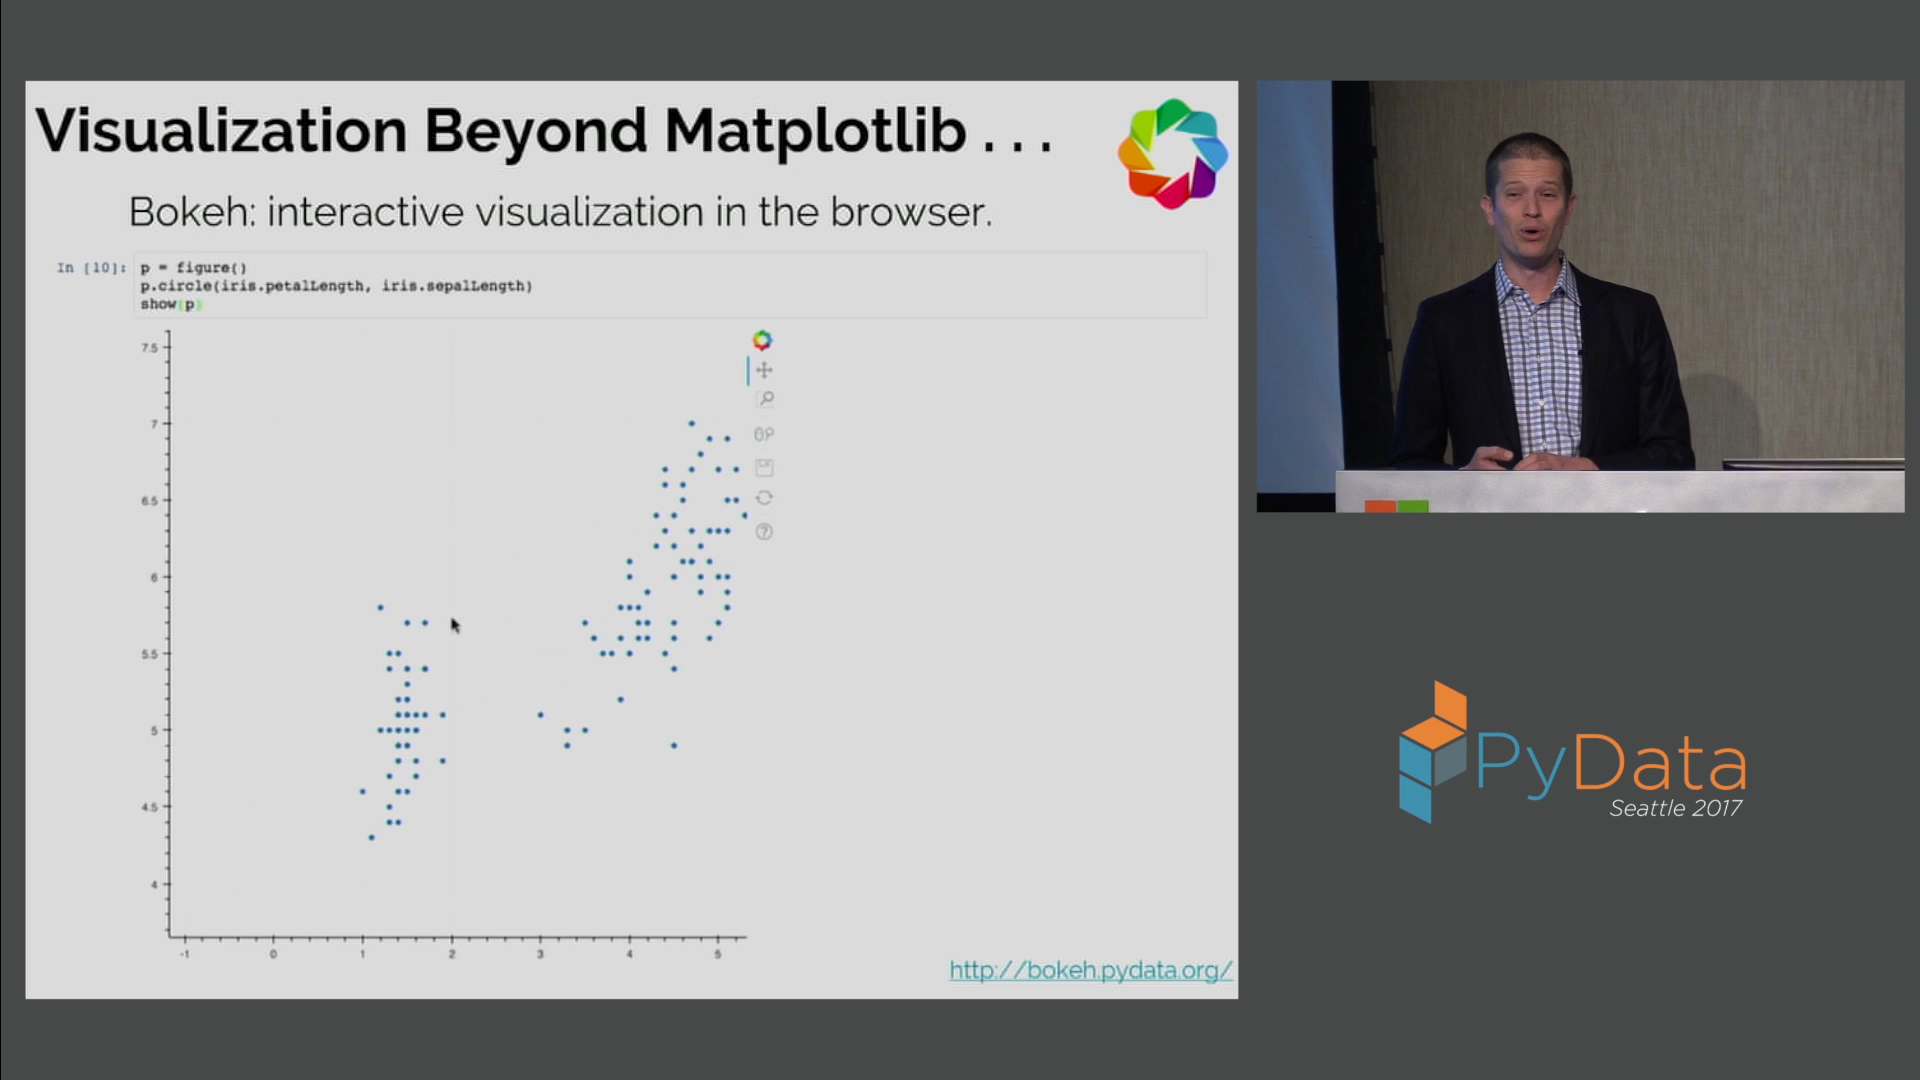 Visualization Beyond Matplotlib . . .
Bokeh: interactive visualization in the browser.
In [10]: p = figure()
p.circle(iris.petalLength, iris.sepalLength)
show(p)
7.5
7
6.5
6
5.5
5
4.5
4
-1 0 1 2 3 4 5
http://bokeh.pydata.org/
PyData
Seattle 2017